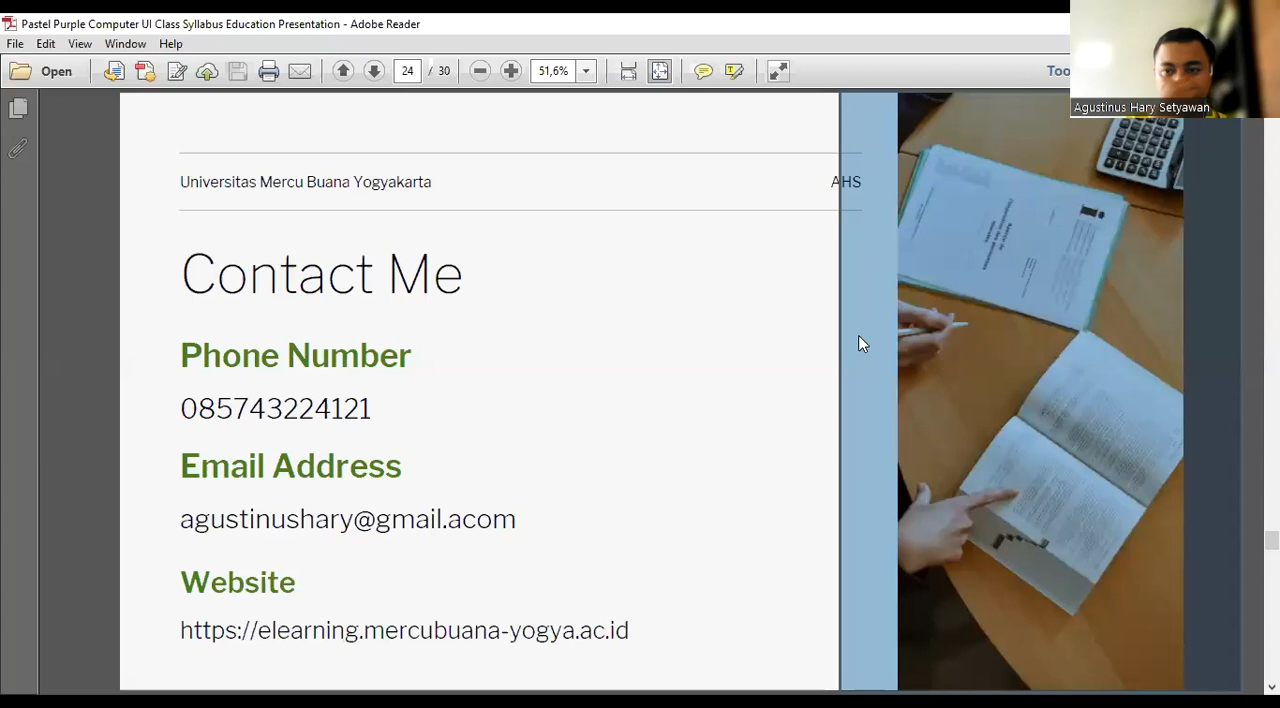 Pastel Purple Computer UI Class Syllabus Education Presentation - Adobe Reader
File Edit View Window Help
Open 24 / 30 51,6% Too
Agustinus Hary Setyawan
Universitas Mercu Buana Yogyakarta AHS
Contact Me
Phone Number
085743224121
Email Address
agustinushary@gmail.acom
Website
https://elearning.mercubuana-yogya.ac.id